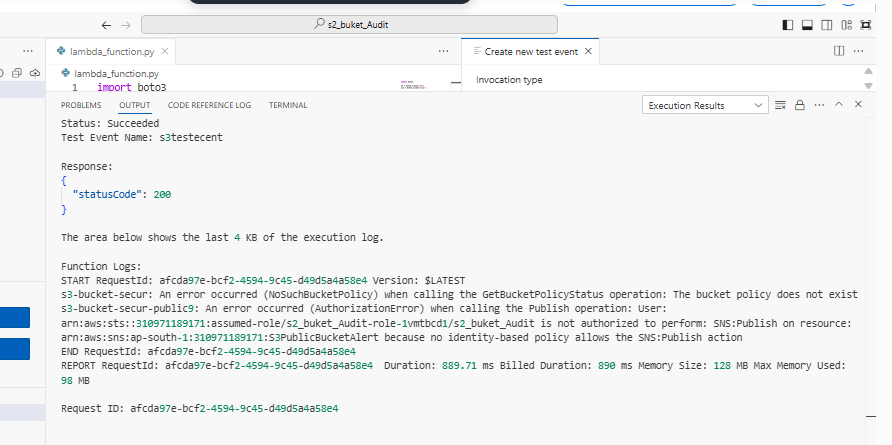 s2_buket_Audit
lambda_function.py
Create new test event
lambda_function.py
Invocation type
1 import boto3
PROBLEMS OUTPUT CODE REFERENCE LOG TERMINAL Execution Results
Status: Succeeded
Test Event Name: s3testecent
Response:
{
"statusCode": 200
}
The area below shows the last 4 KB of the execution log.
Function Logs:
START RequestId: afcda97e-bcf2-4594-9c45-d49d5a4a58e4 Version: $LATEST
s3-bucket-secur: An error occurred (NoSuchBucketPolicy) when calling the GetBucketPolicyStatus operation: The bucket policy does not exist
s3-bucket-secur-public9: An error occurred (AuthorizationError) when calling the Publish operation: User:
arn:aws:sts::310971189171:assumed-role/s2_buket_Audit-role-1vmtbcd1/s2_buket_Audit is not authorized to perform: SNS:Publish on resource:
arn:aws:sns:ap-south-1:310971189171:S3PublicBucketAlert because no identity-based policy allows the SNS:Publish action
END RequestId: afcda97e-bcf2-4594-9c45-d49d5a4a58e4
REPORT RequestId: afcda97e-bcf2-4594-9c45-d49d5a4a58e4 Duration: 889.71 ms Billed Duration: 890 ms Memory Size: 128 MB Max Memory Used:
98 MB
Request ID: afcda97e-bcf2-4594-9c45-d49d5a4a58e4